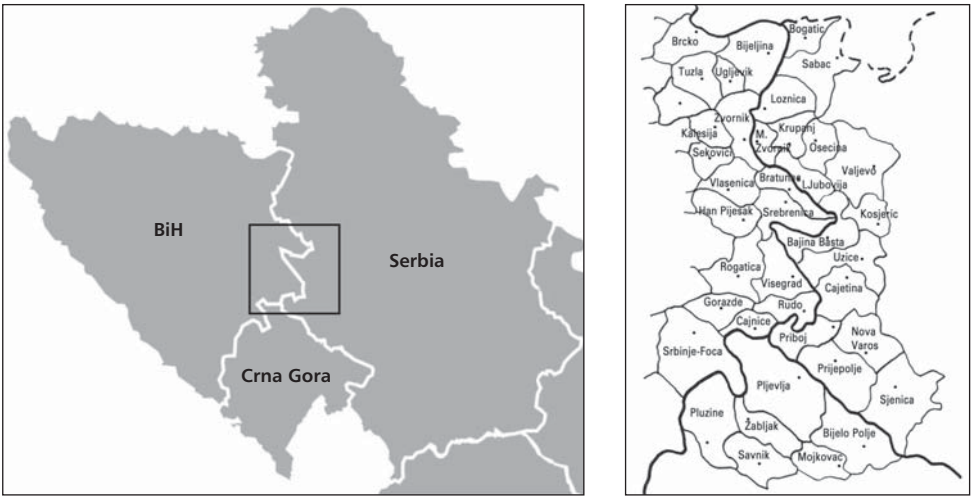 BiH
Serbia
Crna Gora
Brcko
Bijeljina
Bogatic
Sabac
Tuzla
Ugljevik
Loznica
Zvornik
Kalesija
M.
Zvornik
Krupanj
Osecina
Sekovici
Valjevo
Vlasenica
Bratunac
Ljubovija
Han Pijesak
Srebrenica
Kosjeric
Bajina Basta
Uzice
Rogatica
Visegrad
Cajetina
Gorazde
Rudo
Cajnice
Priboj
Nova
Varos
Srbinje-Foca
Prijepolje
Pljevlja
Sjenica
Pluzine
Zabljak
Bijelo Polje
Savnik
Mojkovac